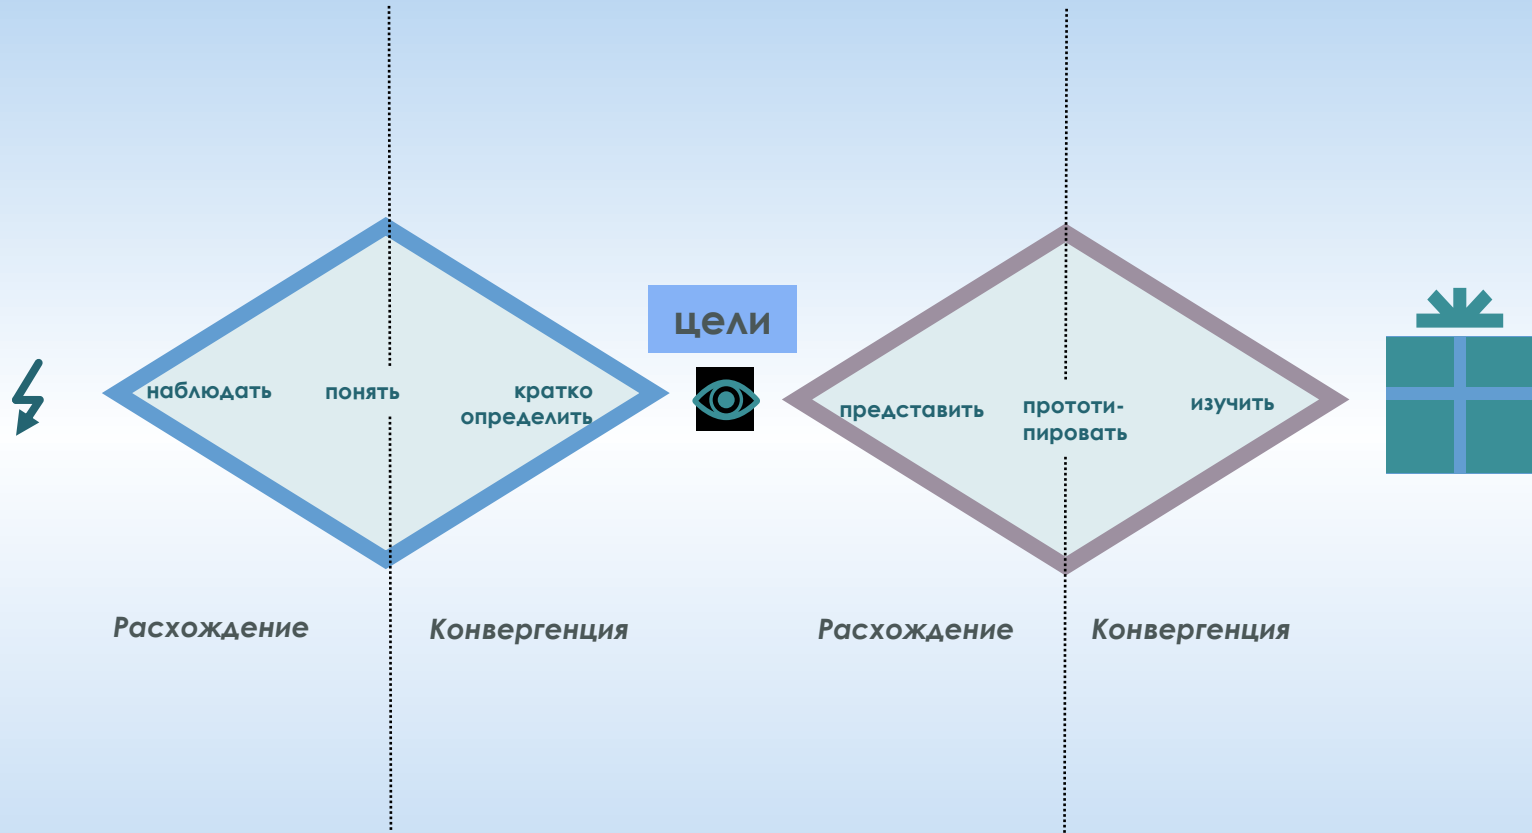 цели
наблюдать
понять
кратко
определить
представить
прототи-
пировать
изучить
Расхождение
Конвергенция
Расхождение
Конвергенция